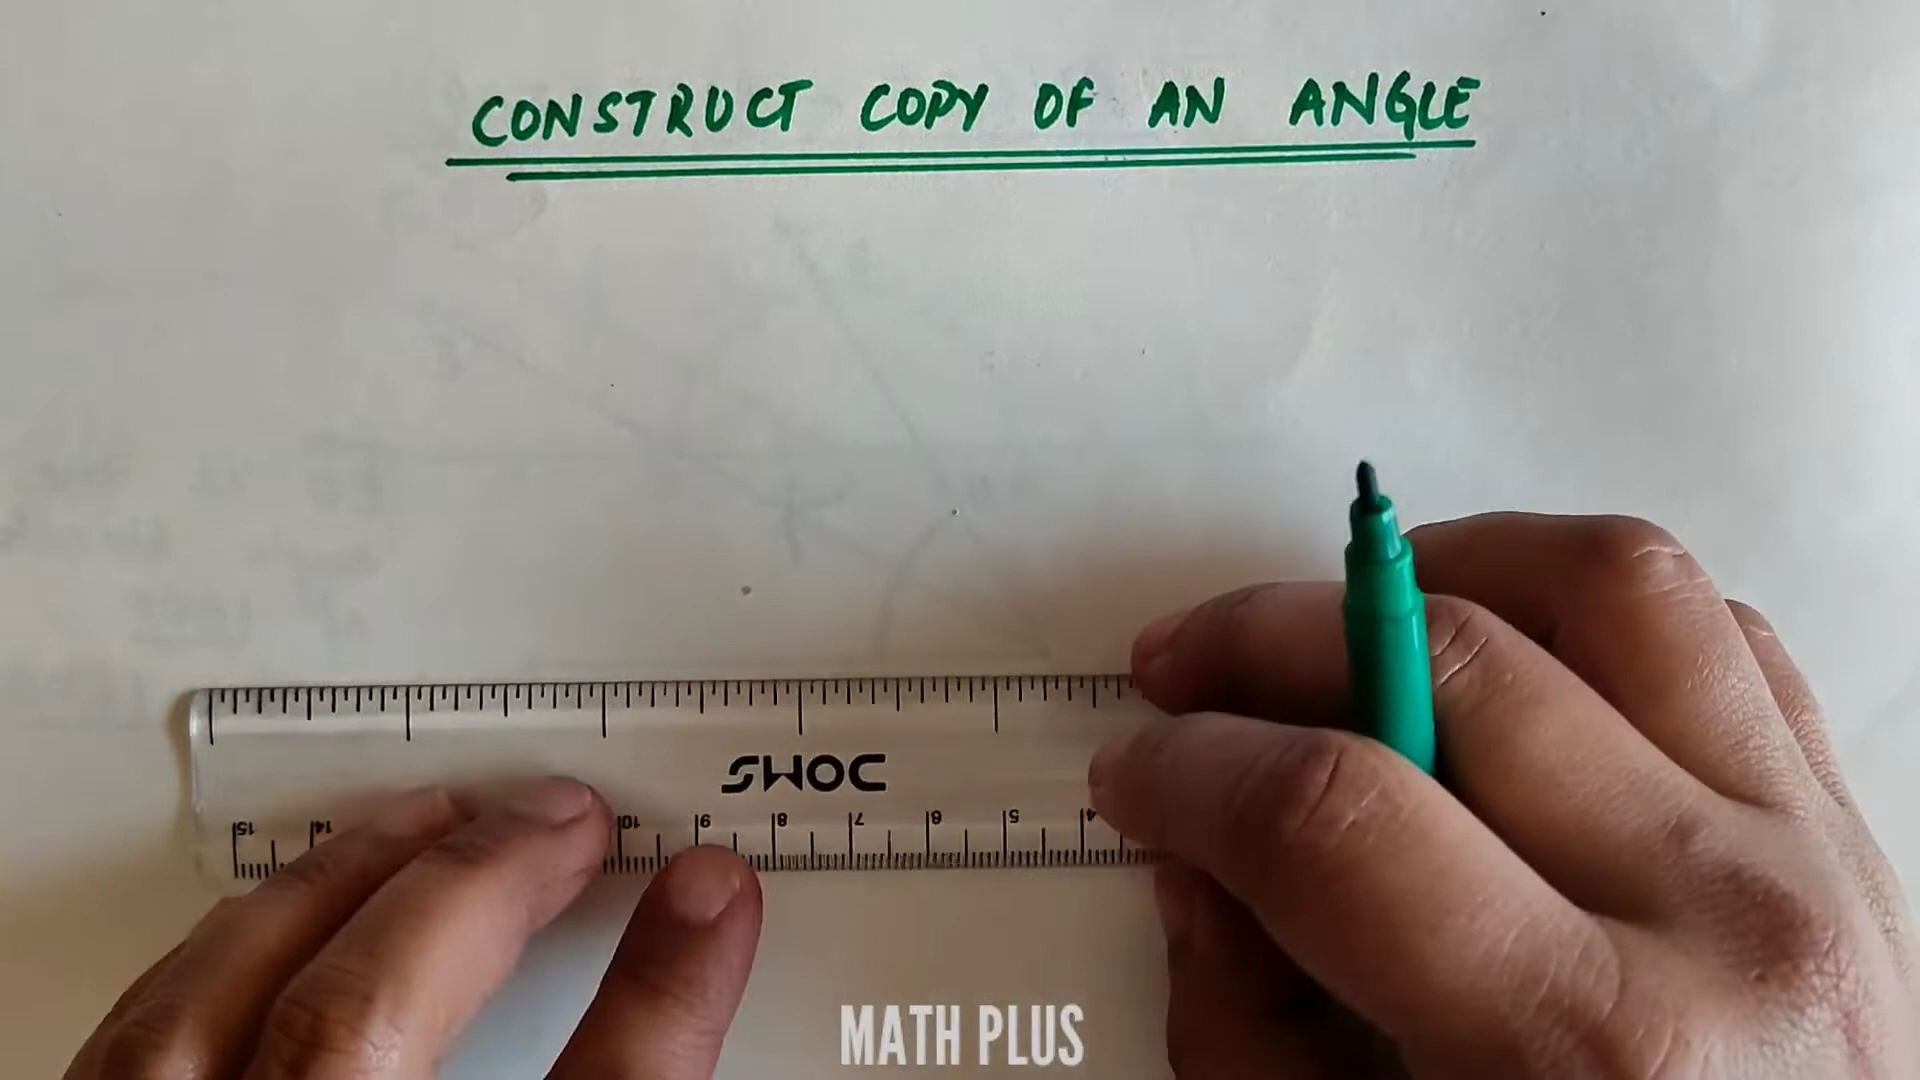 CONSTRUCT COPY OF AN ANGLE
DOMS
15 14 10 9 8 7 6 5 4
MATH PLUS